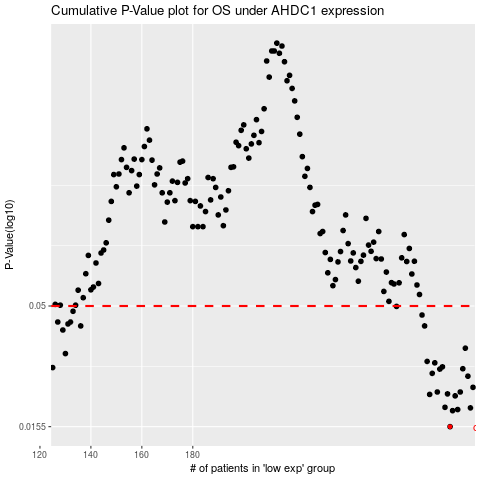 Cumulative P-Value plot for OS under AHDC1 expression
P-Value(log10)
0.05
0.0155
120 140 160 180
# of patients in 'low exp' group